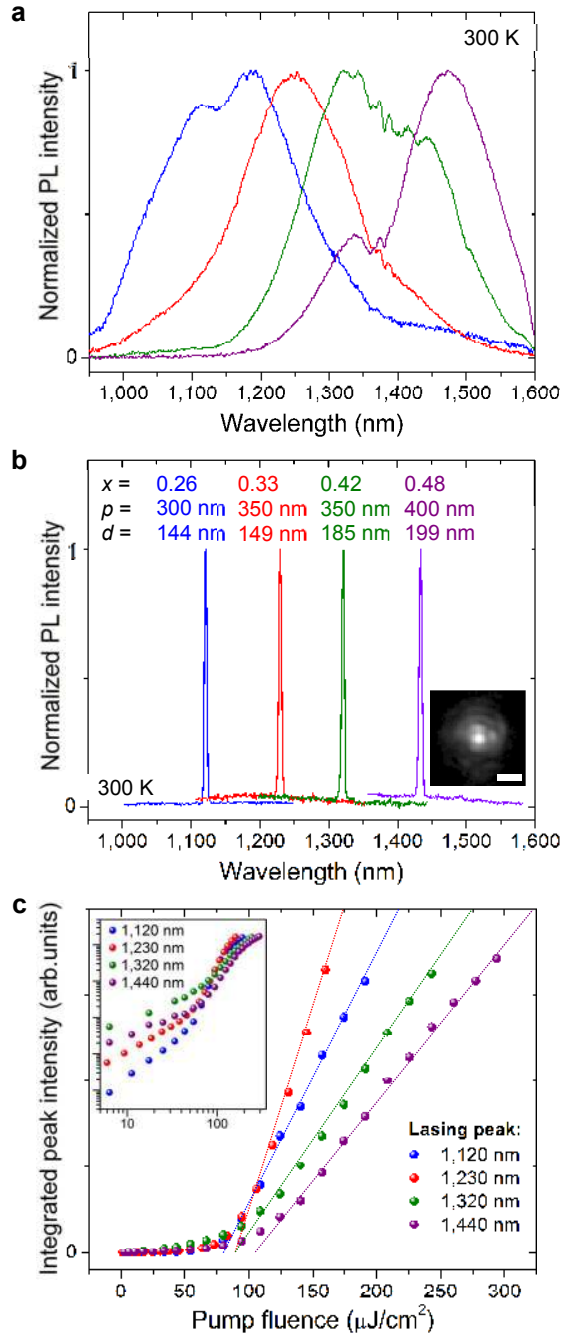 a
300 K
1
0
Normalized PL intensity
1,000 1,100 1,200 1,300 1,400 1,500 1,600
Wavelength (nm)
b
x = 0.26 0.33 0.42 0.48
p = 300 nm 350 nm 350 nm 400 nm
d = 144 nm 149 nm 185 nm 199 nm
1
0
Normalized PL intensity
300 K
1,000 1,100 1,200 1,300 1,400 1,500 1,600
Wavelength (nm)
c
Integrated peak intensity (arb.units)
1,120 nm
1,230 nm
1,320 nm
1,440 nm
10 100
Lasing peak:
1,120 nm
1,230 nm
1,320 nm
1,440 nm
0
0 50 100 150 200 250 300
Pump fluence (μJ/cm²)